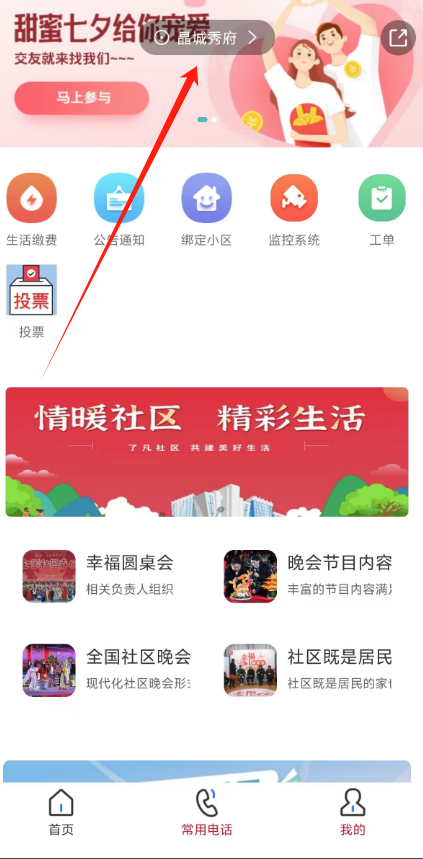 甜蜜七夕给你宠爱
晶城秀府
交友就来找我们~~~
马上参与
生活缴费
公告通知
绑定小区
监控系统
工单
投票
投票
情暖社区 精彩生活
了凡社区 共建美好生活
幸福圆桌会
相关负责人组织
晚会节目内容
丰富的节目内容满
全国社区晚会
现代化社区晚会形
社区既是居民
社区既是居民的家
幸福
首页
常用电话
我的